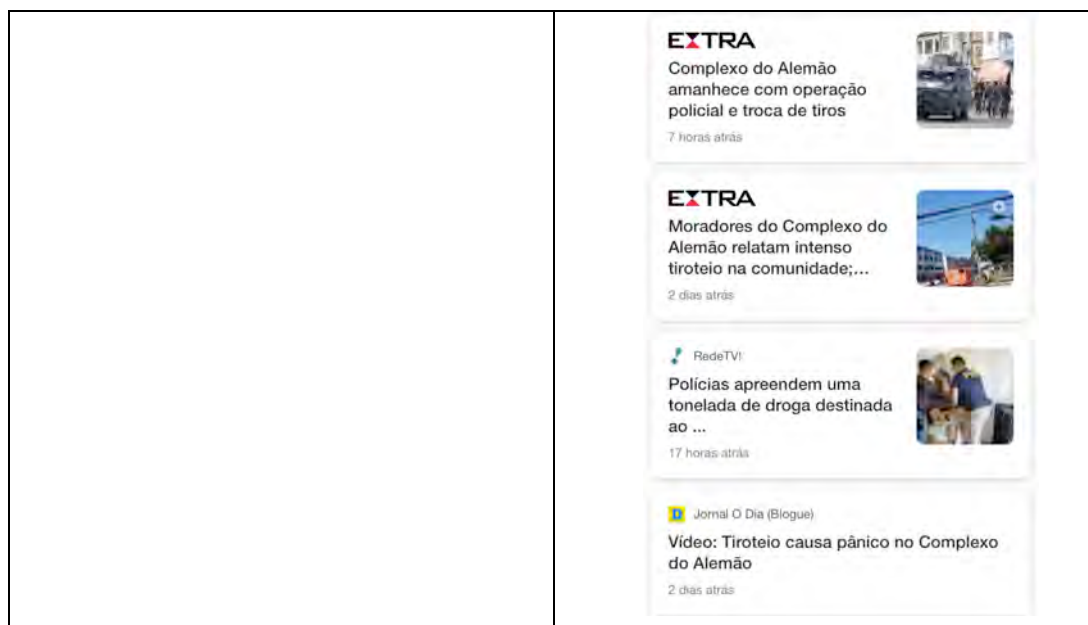 EXTRA
Complexo do Alemão
amanhece com operação
policial e troca de tiros
7 horas atrás
EXTRA
Moradores do Complexo do
Alemão relatam intenso
tiroteio na comunidade;...
2 dias atrás
RedeTV!
Polícias apreendem uma
tonelada de droga destinada
ao ...
17 horas atrás
D Jornal O Dia (Blogue)
Vídeo: Tiroteio causa pânico no Complexo
do Alemão
2 dias atrás